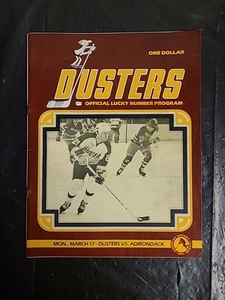 ONE DOLLAR
DUSTERS
OFFICIAL LUCKY NUMBER PROGRAM
MON., MARCH 17 - DUSTERS VS. ADIRONDACK